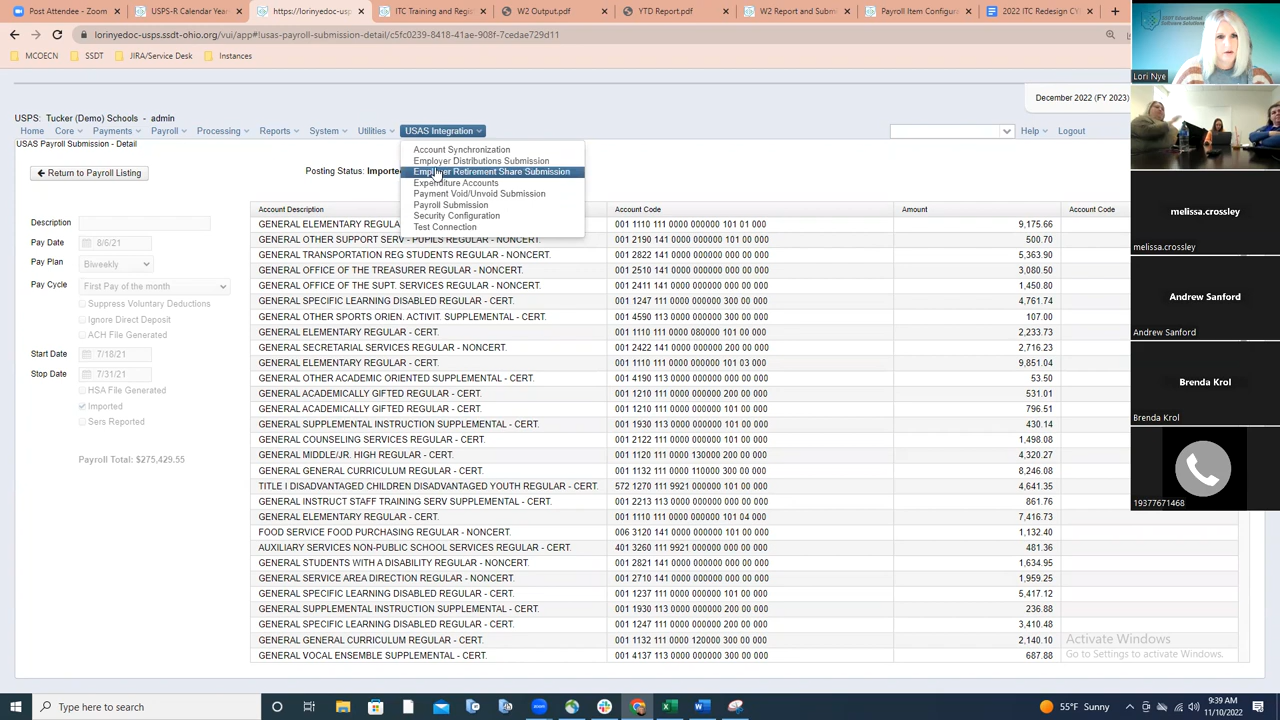 Post Attendee - Zoom
USPS-R Calendar Year
https://lorinyedoc-usp
ITC Training and Rep
W2 Output.pdf
YTD Report.pdf
W2 Report and Subm
Payroll Item Configura
2022 ITC Redesign CY
SSDT Educational
Software Solutions
MCOECN
SSDT
JIRA/Service Desk
Instances
Lori Nye
December 2022 (FY 2023)
USPS: Tucker (Demo) Schools - admin
Home Core Payments Payroll Processing Reports System Utilities USAS Integration Help Logout
USAS Payroll Submission - Detail
Account Synchronization
Employer Distributions Submission
Employer Retirement Share Submission
Expenditure Accounts
Payment Void/Unvoid Submission
Payroll Submission
Security Configuration
Test Connection
Return to Payroll Listing
Posting Status: Importe
Description
Pay Date 8/6/21
Pay Plan Biweekly
Pay Cycle First Pay of the month
Suppress Voluntary Deductions
Ignore Direct Deposit
ACH File Generated
Start Date 7/18/21
Stop Date 7/31/21
HSA File Generated
Imported
Sers Reported
Payroll Total: $275,429.55
Account Description Account Code Amount Account Code
GENERAL ELEMENTARY REGULA 001 1110 111 0000 000000 101 01 000 9,175.66
GENERAL OTHER SUPPORT SERV - PUPILS REGULAR - NONCERT. 001 2190 141 0000 000000 101 00 000 500.70
GENERAL TRANSPORTATION REG STUDENTS REGULAR - NONCERT. 001 2822 141 0000 000000 000 00 000 5,363.90
GENERAL OFFICE OF THE TREASURER REGULAR - NONCERT. 001 2510 141 0000 000000 000 00 000 3,080.50
GENERAL OFFICE OF THE SUPT. SERVICES REGULAR - NONCERT. 001 2411 141 0000 000000 000 00 000 1,450.80
GENERAL SPECIFIC LEARNING DISABLED REGULAR - CERT. 001 1247 111 0000 000000 300 00 000 4,761.74
GENERAL OTHER SPORTS ORIEN. ACTIVIT. SUPPLEMENTAL - CERT. 001 4590 113 0000 000000 300 00 000 107.00
GENERAL ELEMENTARY REGULAR - CERT. 001 1110 111 0000 080000 101 00 000 2,233.73
GENERAL SECRETARIAL SERVICES REGULAR - NONCERT. 001 2422 141 0000 000000 200 00 000 2,716.23
GENERAL ELEMENTARY REGULAR - CERT. 001 1110 111 0000 000000 101 03 000 9,851.04
GENERAL OTHER ACADEMIC ORIENTED SUPPLEMENTAL - CERT. 001 4190 113 0000 000000 101 00 000 53.50
GENERAL ACADEMICALLY GIFTED REGULAR - CERT. 001 1210 111 0000 000000 200 00 000 531.01
GENERAL ACADEMICALLY GIFTED REGULAR - CERT. 001 1210 111 0000 000000 101 00 000 796.51
GENERAL SUPPLEMENTAL INSTRUCTION SUPPLEMENTAL - CERT. 001 1930 113 0000 000000 300 00 000 430.14
GENERAL COUNSELING SERVICES REGULAR - CERT. 001 2122 111 0000 000000 101 00 000 1,498.08
GENERAL MIDDLE/JR. HIGH REGULAR - CERT. 001 1120 111 0000 130000 200 00 000 4,320.27
GENERAL GENERAL CURRICULUM REGULAR - CERT. 001 1132 111 0000 110000 300 00 000 8,246.08
TITLE I DISADVANTAGED CHILDREN DISADVANTAGED YOUTH REGULAR - CERT. 572 1270 111 9921 000000 000 00 000 4,641.35
GENERAL INSTRUCT STAFF TRAINING SERV SUPPLEMENTAL - CERT. 001 2213 113 0000 000000 000 00 000 861.76
GENERAL ELEMENTARY REGULAR - CERT. 001 1110 111 0000 000000 101 04 000 7,416.73
FOOD SERVICE FOOD PURCHASING REGULAR - NONCERT. 006 3120 141 0000 000000 101 00 000 1,132.40
AUXILIARY SERVICES NON-PUBLIC SCHOOL SERVICES REGULAR - CERT. 401 3260 111 9921 000000 000 00 000 481.36
GENERAL STUDENTS WITH A DISABILITY REGULAR - NONCERT. 001 2821 141 0000 000000 000 00 000 1,634.95
GENERAL SERVICE AREA DIRECTION REGULAR - NONCERT. 001 2710 141 0000 000000 000 00 000 1,959.25
GENERAL SPECIFIC LEARNING DISABLED REGULAR - CERT. 001 1237 111 0000 000000 101 00 000 5,417.12
GENERAL SUPPLEMENTAL INSTRUCTION SUPPLEMENTAL - CERT. 001 1930 113 0000 000000 200 00 000 236.88
GENERAL SPECIFIC LEARNING DISABLED REGULAR - CERT. 001 1247 111 0000 000000 200 00 000 3,410.48
GENERAL GENERAL CURRICULUM REGULAR - CERT. 001 1132 111 0000 120000 300 00 000 2,140.10
GENERAL VOCAL ENSEMBLE SUPPLEMENTAL - CERT. 001 4137 113 0000 000000 300 00 000 687.88
Activate Windows
Go to Settings to activate Windows.
melissa.crossley
melissa.crossley
Andrew Sanford
Andrew Sanford
Brenda Krol
Brenda Krol
19377671468
Type here to search
55°F Sunny
9:39 AM
11/10/2022